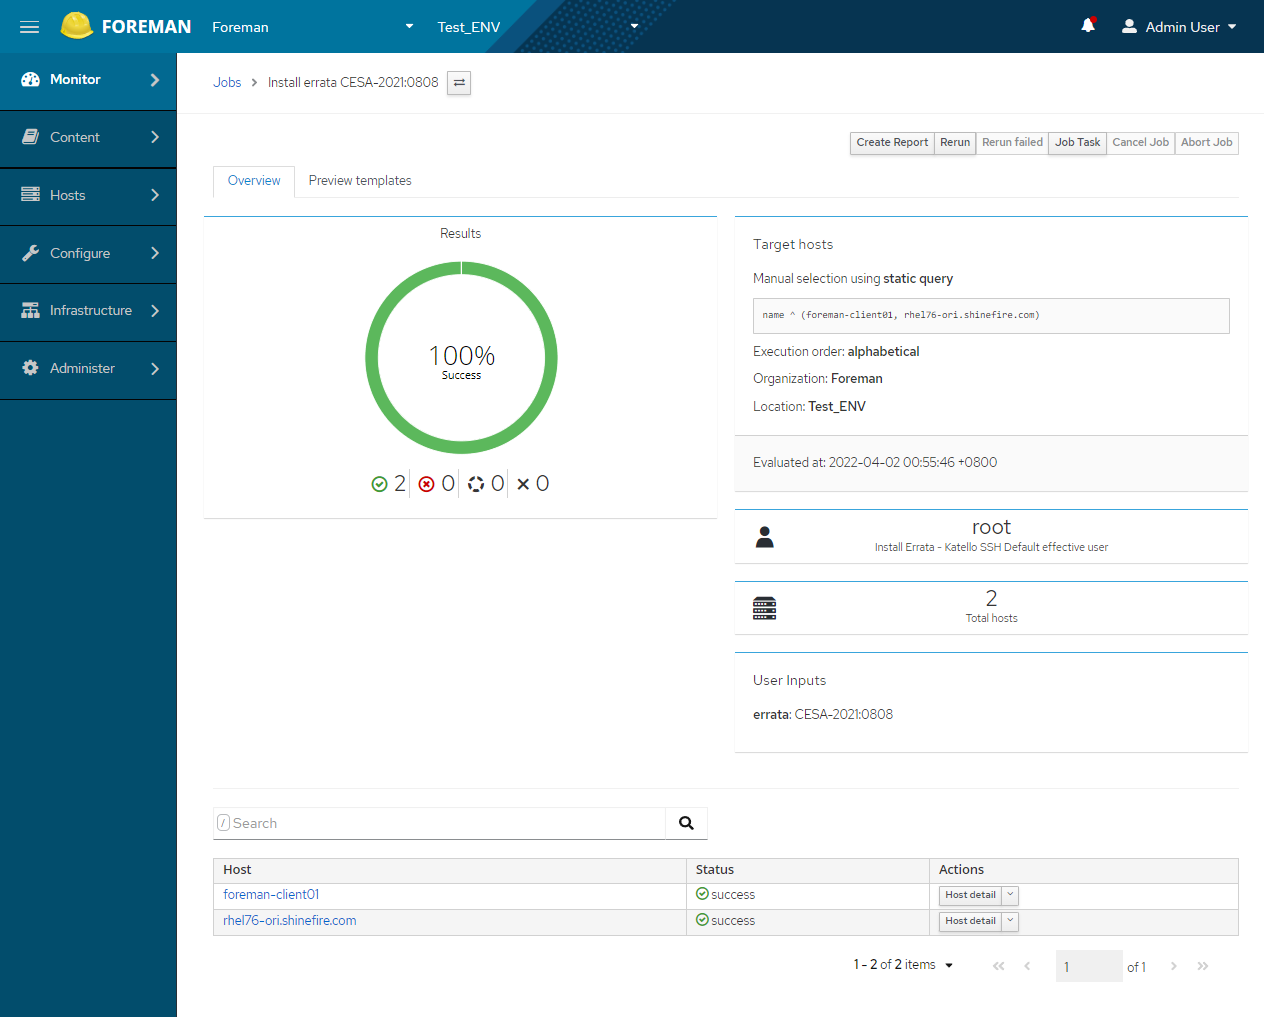 FOREMAN Foreman Test_ENV Admin User
Monitor
Content
Hosts
Configure
Infrastructure
Administer
Jobs > Install errata CESA-2021:0808
Create Report Rerun Rerun failed Job Task Cancel Job Abort Job
Overview Preview templates
Results
100%
Success
2 0 0 0
Target hosts
Manual selection using static query
name ^ (foreman-client01, rhel76-ori.shinefire.com)
Execution order: alphabetical
Organization: Foreman
Location: Test_ENV
Evaluated at: 2022-04-02 00:55:46 +0800
root
Install Errata - Katello SSH Default effective user
2
Total hosts
User Inputs
errata: CESA-2021:0808
/ Search
Host Status Actions
foreman-client01 success Host detail
rhel76-ori.shinefire.com success Host detail
1 - 2 of 2 items 1 of 1